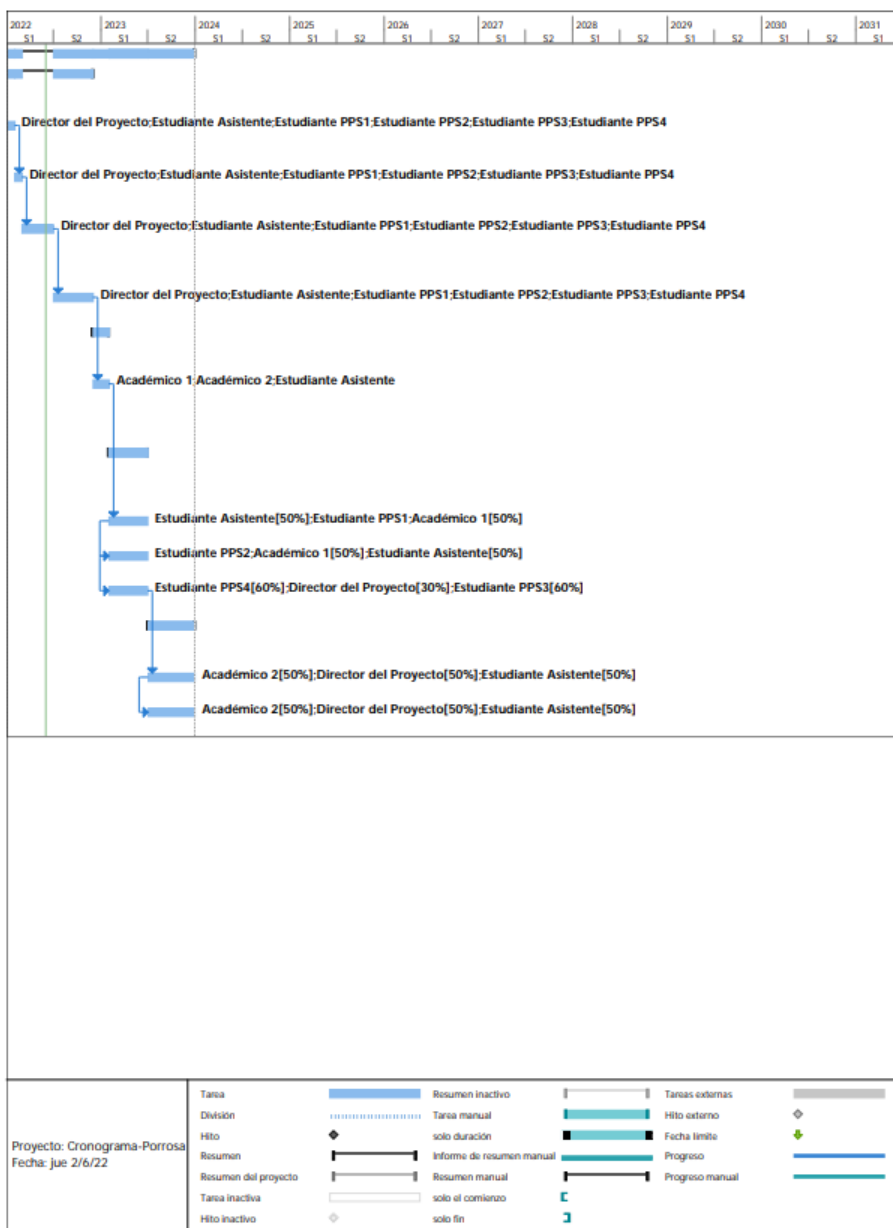 2022 2023 2024 2025 2026 2027 2028 2029 2030 2031
S1 S2 S1 S2 S1 S2 S1 S2 S1 S2 S1 S2 S1 S2 S1 S2 S1 S2 S1
Director del Proyecto;Estudiante Asistente;Estudiante PPS1;Estudiante PPS2;Estudiante PPS3;Estudiante PPS4
Director del Proyecto;Estudiante Asistente;Estudiante PPS1;Estudiante PPS2;Estudiante PPS3;Estudiante PPS4
Director del Proyecto;Estudiante Asistente;Estudiante PPS1;Estudiante PPS2;Estudiante PPS3;Estudiante PPS4
Director del Proyecto;Estudiante Asistente;Estudiante PPS1;Estudiante PPS2;Estudiante PPS3;Estudiante PPS4
Académico 1;Académico 2;Estudiante Asistente
Estudiante Asistente[50%];Estudiante PPS1;Académico 1[50%]
Estudiante PPS2;Académico 1[50%];Estudiante Asistente[50%]
Estudiante PPS4[60%];Director del Proyecto[30%];Estudiante PPS3[60%]
Académico 2[50%];Director del Proyecto[50%];Estudiante Asistente[50%]
Académico 2[50%];Director del Proyecto[50%];Estudiante Asistente[50%]
Proyecto: Cronograma-Porrosa
Fecha: jue 2/6/22
Tarea
División
Hito
Resumen
Resumen del proyecto
Tarea inactiva
Hito inactivo
Resumen inactivo
Tarea manual
solo duración
Informe de resumen manual
Resumen manual
solo el comienzo
solo fin
Tareas externas
Hito externo
Fecha límite
Progreso
Progreso manual